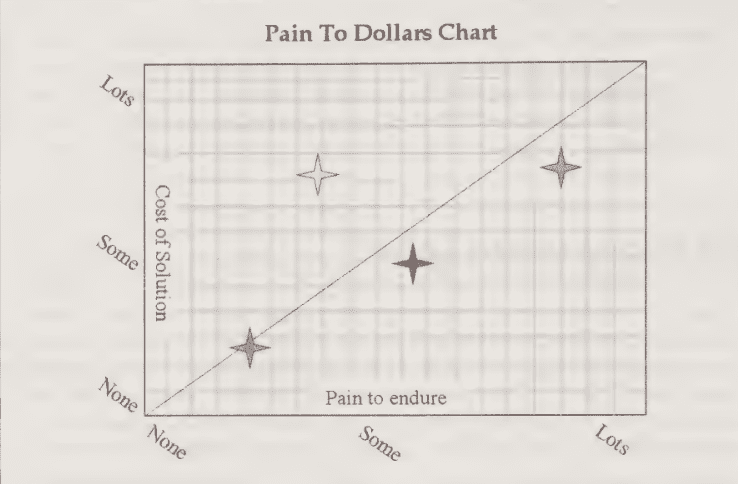 Pain To Dollars Chart
Lots
Some
None
Cost of Solution
Pain to endure
None
Some
Lots